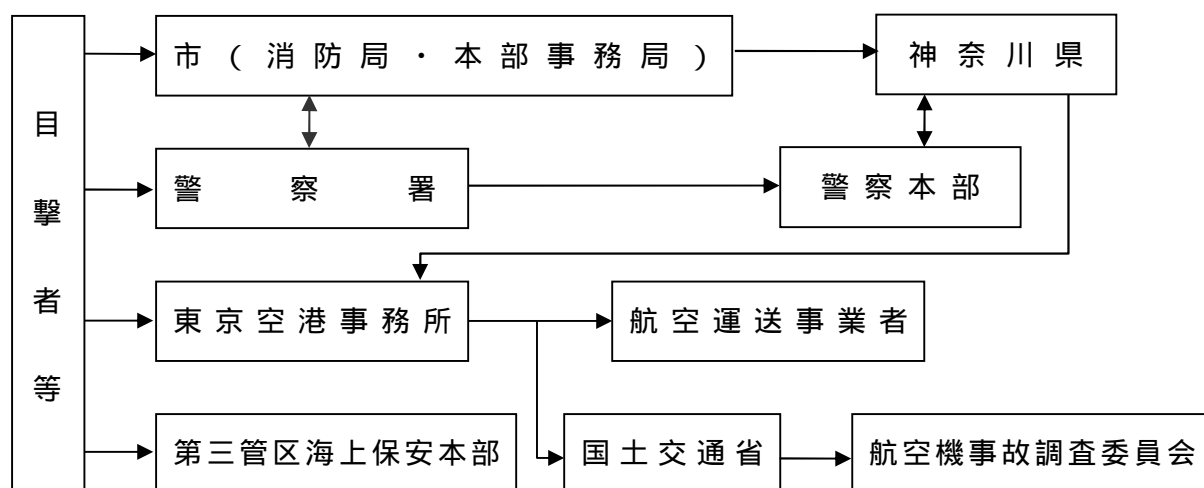 目撃者等
市(消防局・本部事務局)
神奈川県
警察署
警察本部
東京空港事務所
航空運送事業者
第三管区海上保安本部
国土交通省
航空機事故調査委員会